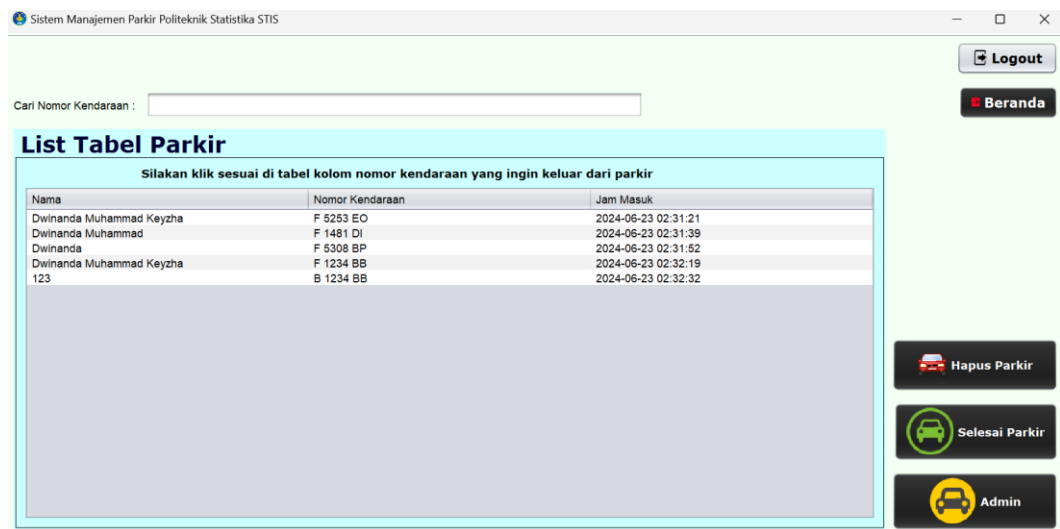 Sistem Manajemen Parkir Politeknik Statistika STIS
Logout
Cari Nomor Kendaraan :
Beranda
List Tabel Parkir
Silakan klik sesuai di tabel kolom nomor kendaraan yang ingin keluar dari parkir
Nama Nomor Kendaraan Jam Masuk
Dwinanda Muhammad Keyzha F 5253 EO 2024-06-23 02:31:21
Dwinanda Muhammad F 1481 DI 2024-06-23 02:31:39
Dwinanda F 5308 BP 2024-06-23 02:31:52
Dwinanda Muhammad Keyzha F 1234 BB 2024-06-23 02:32:19
123 B 1234 BB 2024-06-23 02:32:32
Hapus Parkir
Selesai Parkir
Admin